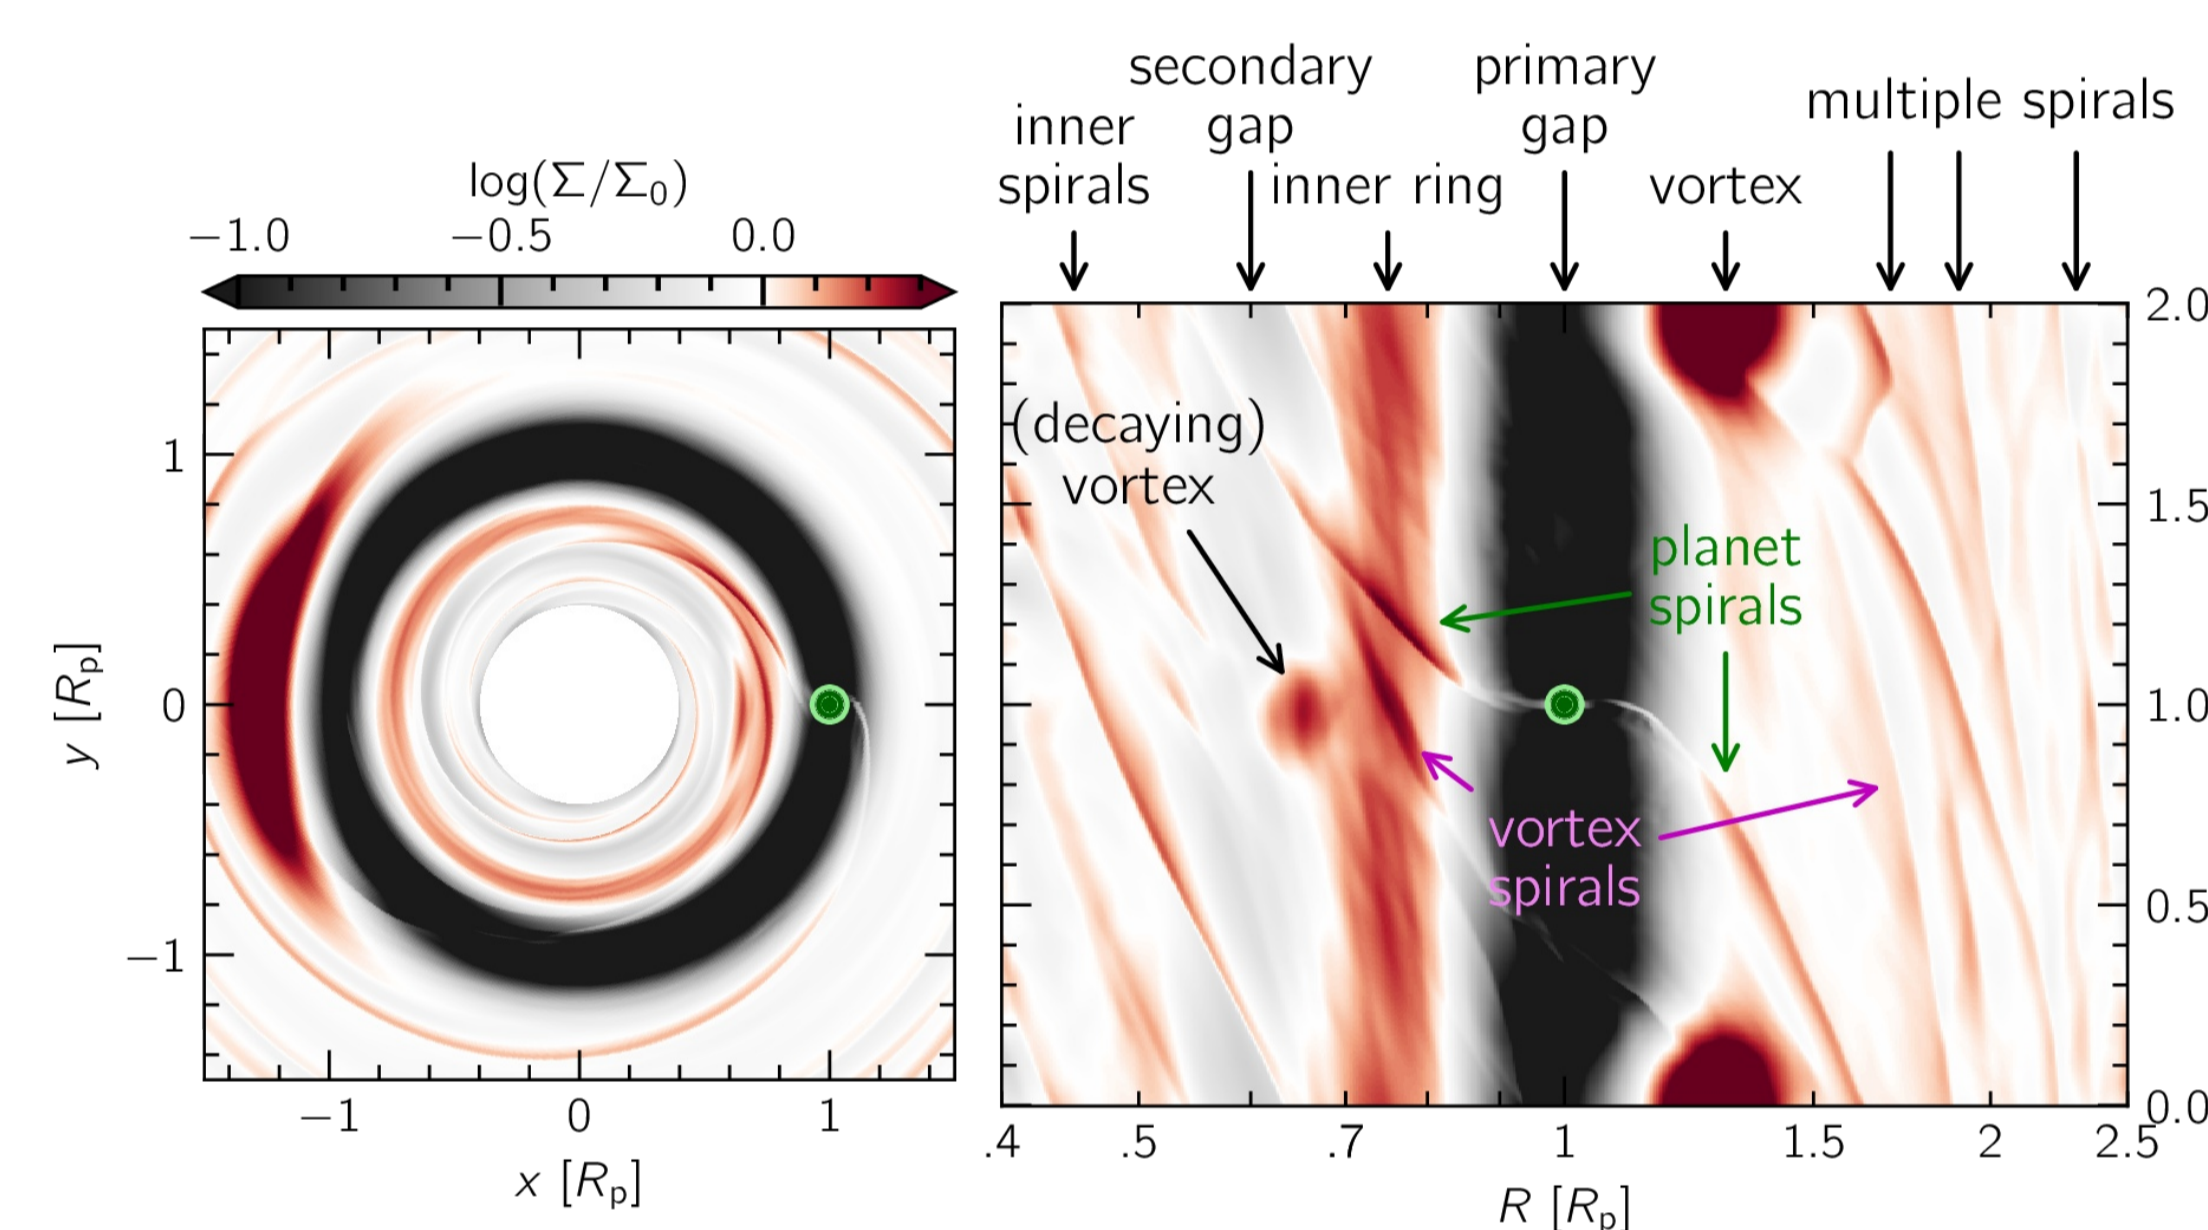 log(Σ/Σ₀)
−1.0 −0.5 0.0
1
0
−1
y [Rₚ]
−1 0 1
x [Rₚ]
inner
spirals
secondary
gap
inner ring
primary
gap
vortex
multiple spirals
(decaying)
vortex
planet
spirals
vortex
spirals
2.0
1.5
1.0
0.5
0.0
.4 .5 .7 1 1.5 2 2.5
R [Rₚ]